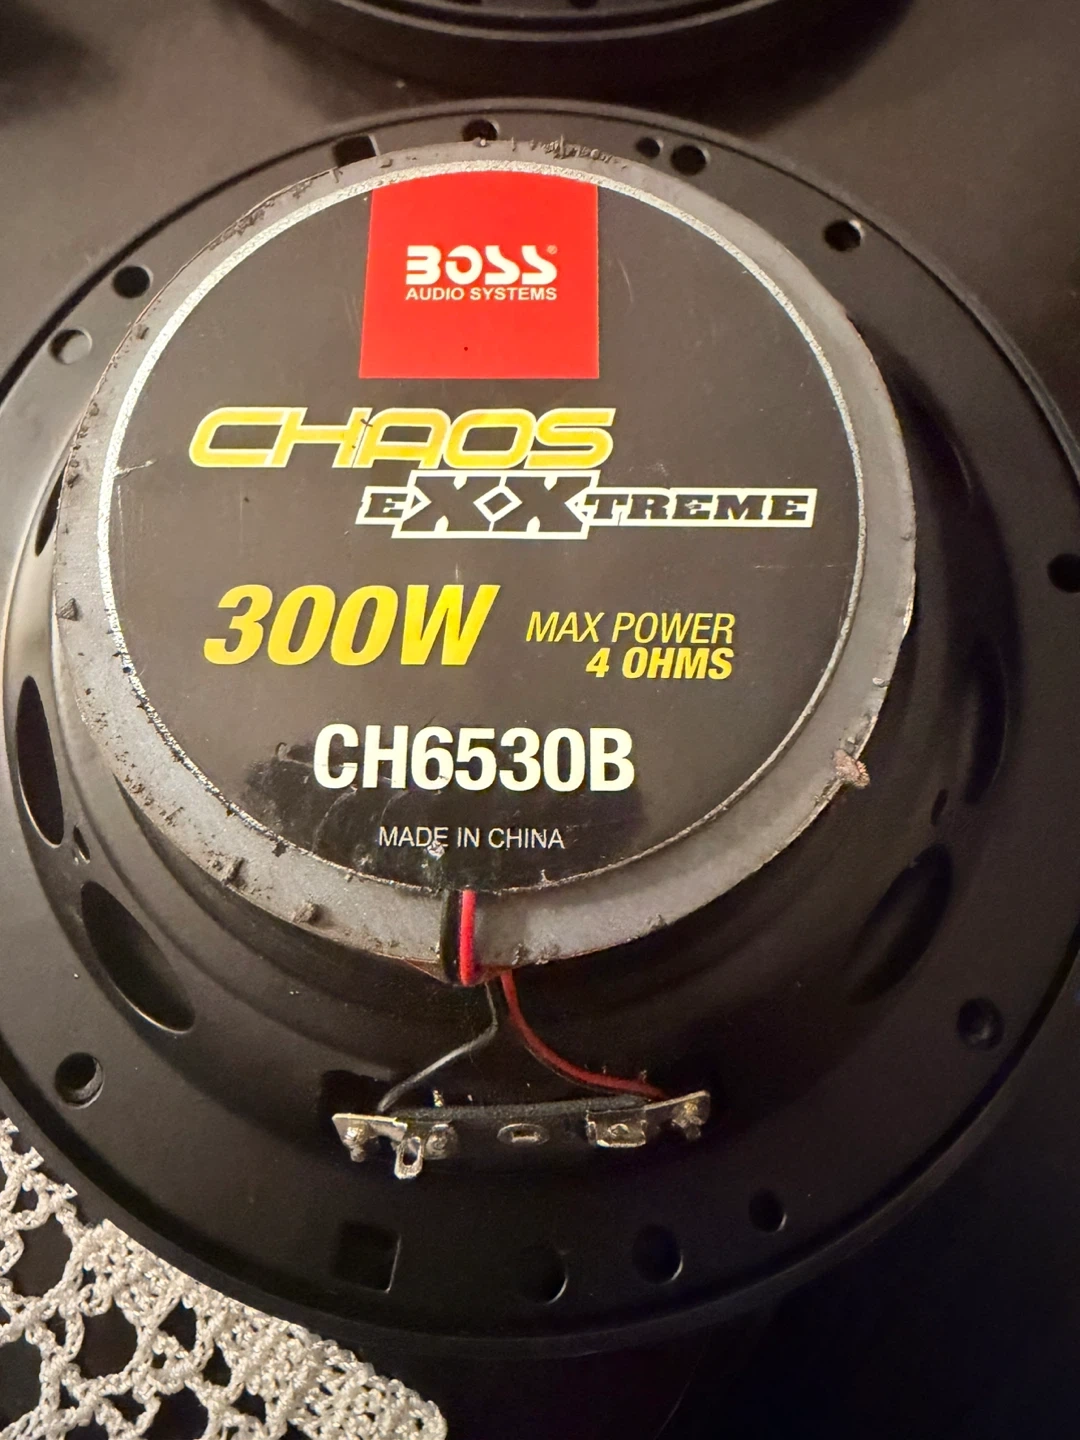 BOSS®
AUDIO SYSTEMS
CHAOS
EXXTREME
300W MAX POWER
4 OHMS
CH6530B
MADE IN CHINA